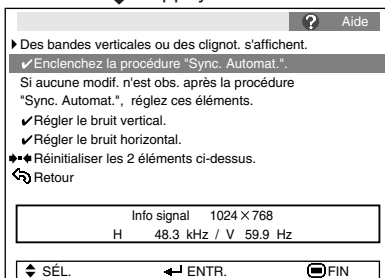 ? Aide
Des bandes verticales ou des clignot. s'affichent.
✔Enclenchez la procédure "Sync. Automat.".
Si aucune modif. n'est obs. après la procédure
"Sync. Automat.", réglez ces éléments.
✔Régler le bruit vertical.
✔Régler le bruit horizontal.
Réinitialiser les 2 éléments ci-dessus.
Retour
Info signal 1024×768
H 48.3 kHz / V 59.9 Hz
SÉL. ENTR. FIN